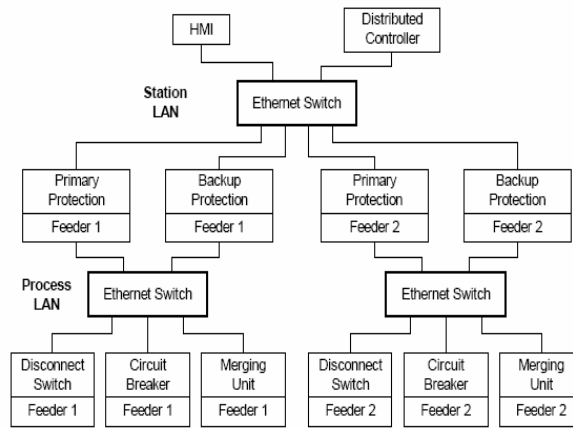 HMI
Distributed
Controller
Station
LAN
Ethernet Switch
Primary
Protection
Feeder 1
Backup
Protection
Feeder 1
Primary
Protection
Feeder 2
Backup
Protection
Feeder 2
Process
LAN
Ethernet Switch
Ethernet Switch
Disconnect
Switch
Feeder 1
Circuit
Breaker
Feeder 1
Merging
Unit
Feeder 1
Disconnect
Switch
Feeder 2
Circuit
Breaker
Feeder 2
Merging
Unit
Feeder 2